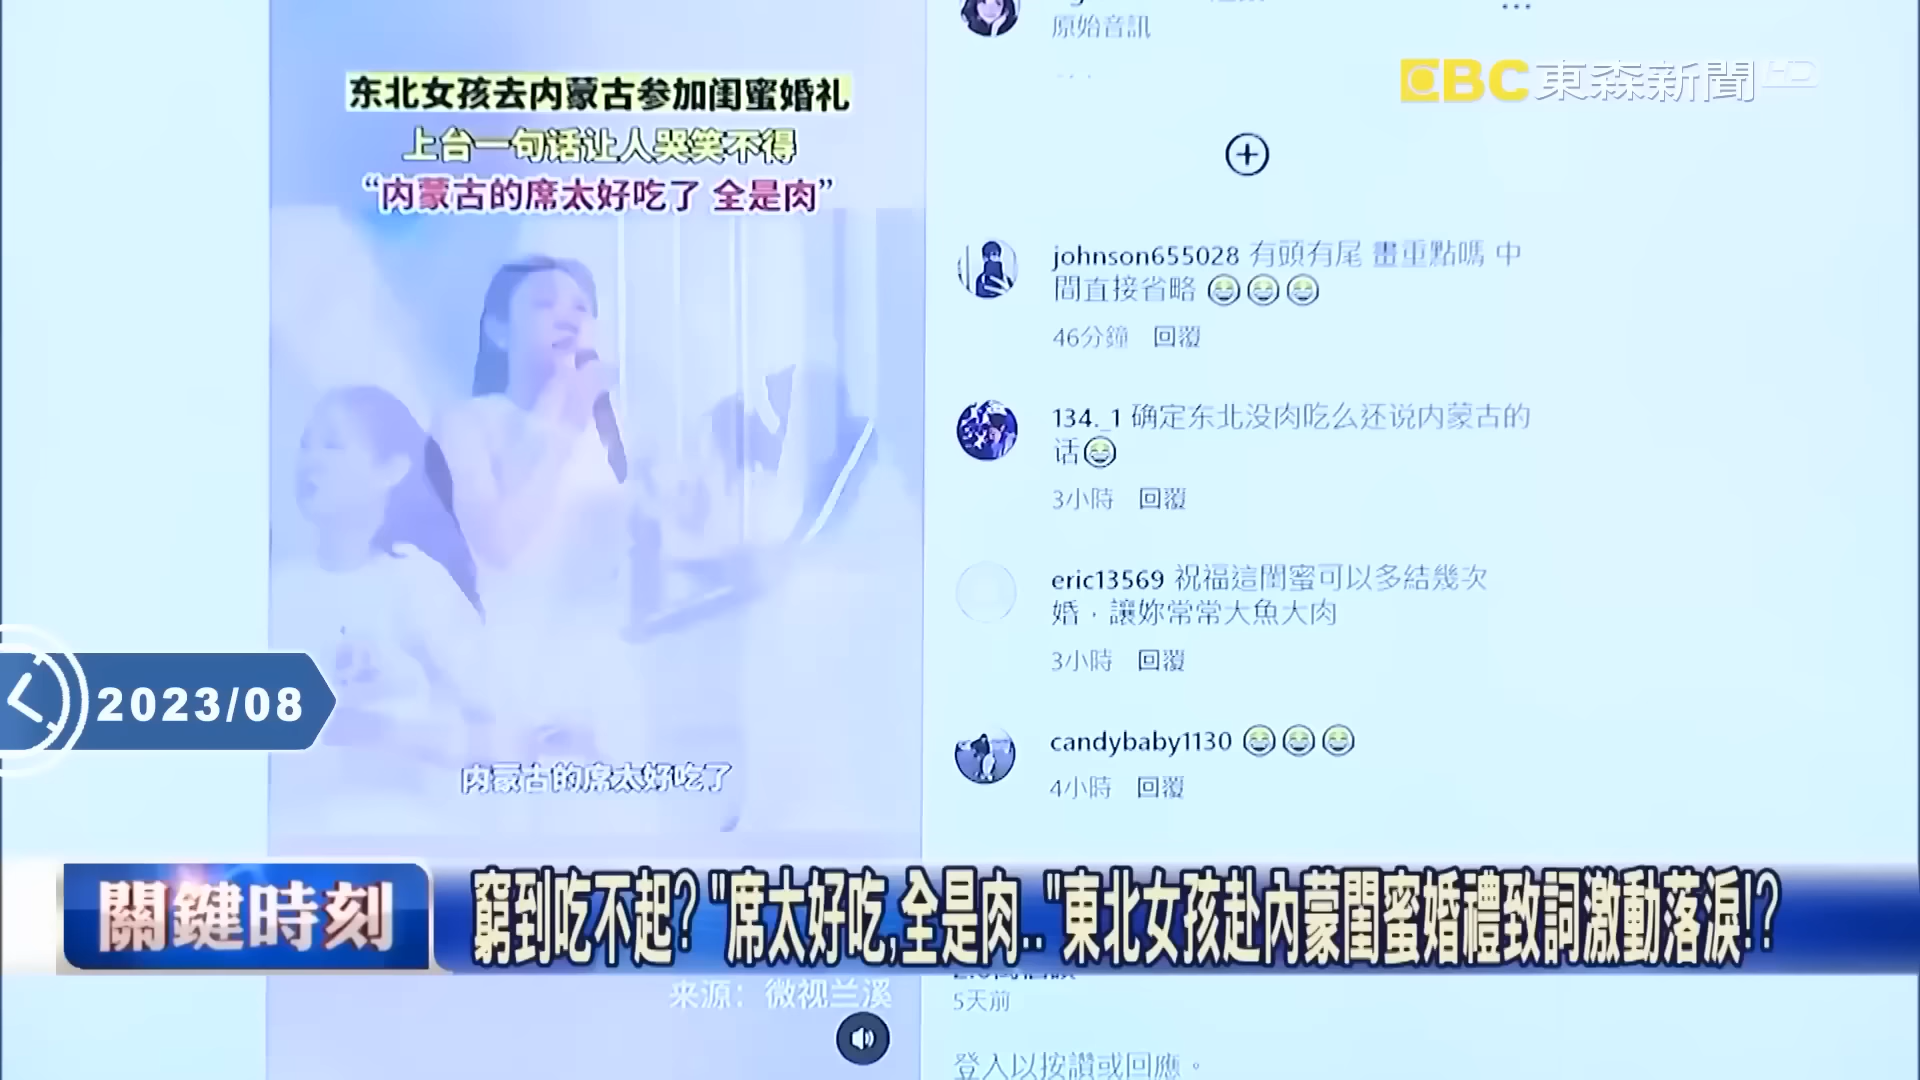 原始音訊
EBC東森新聞HD
东北女孩去内蒙古参加闺蜜婚礼
上台一句话让人哭笑不得
“内蒙古的席太好吃了 全是肉”
johnson655028 有頭有尾 畫重點嗎 中
間直接省略 😂😂😂
46分鐘 回覆
134._1 确定东北没肉吃么还说内蒙古的
话😂
3小時 回覆
eric13569 祝福這閨蜜可以多結幾次
婚，讓妳常常大魚大肉
3小時 回覆
2023/08
candybaby1130 😂😂😂
4小時 回覆
内蒙古的席太好吃了
關鍵時刻
窮到吃不起?"席太好吃,全是肉.."東北女孩赴內蒙閨蜜婚禮致詞激動落淚!?
来源：微视兰溪
5天前
登入以按讚或回應。